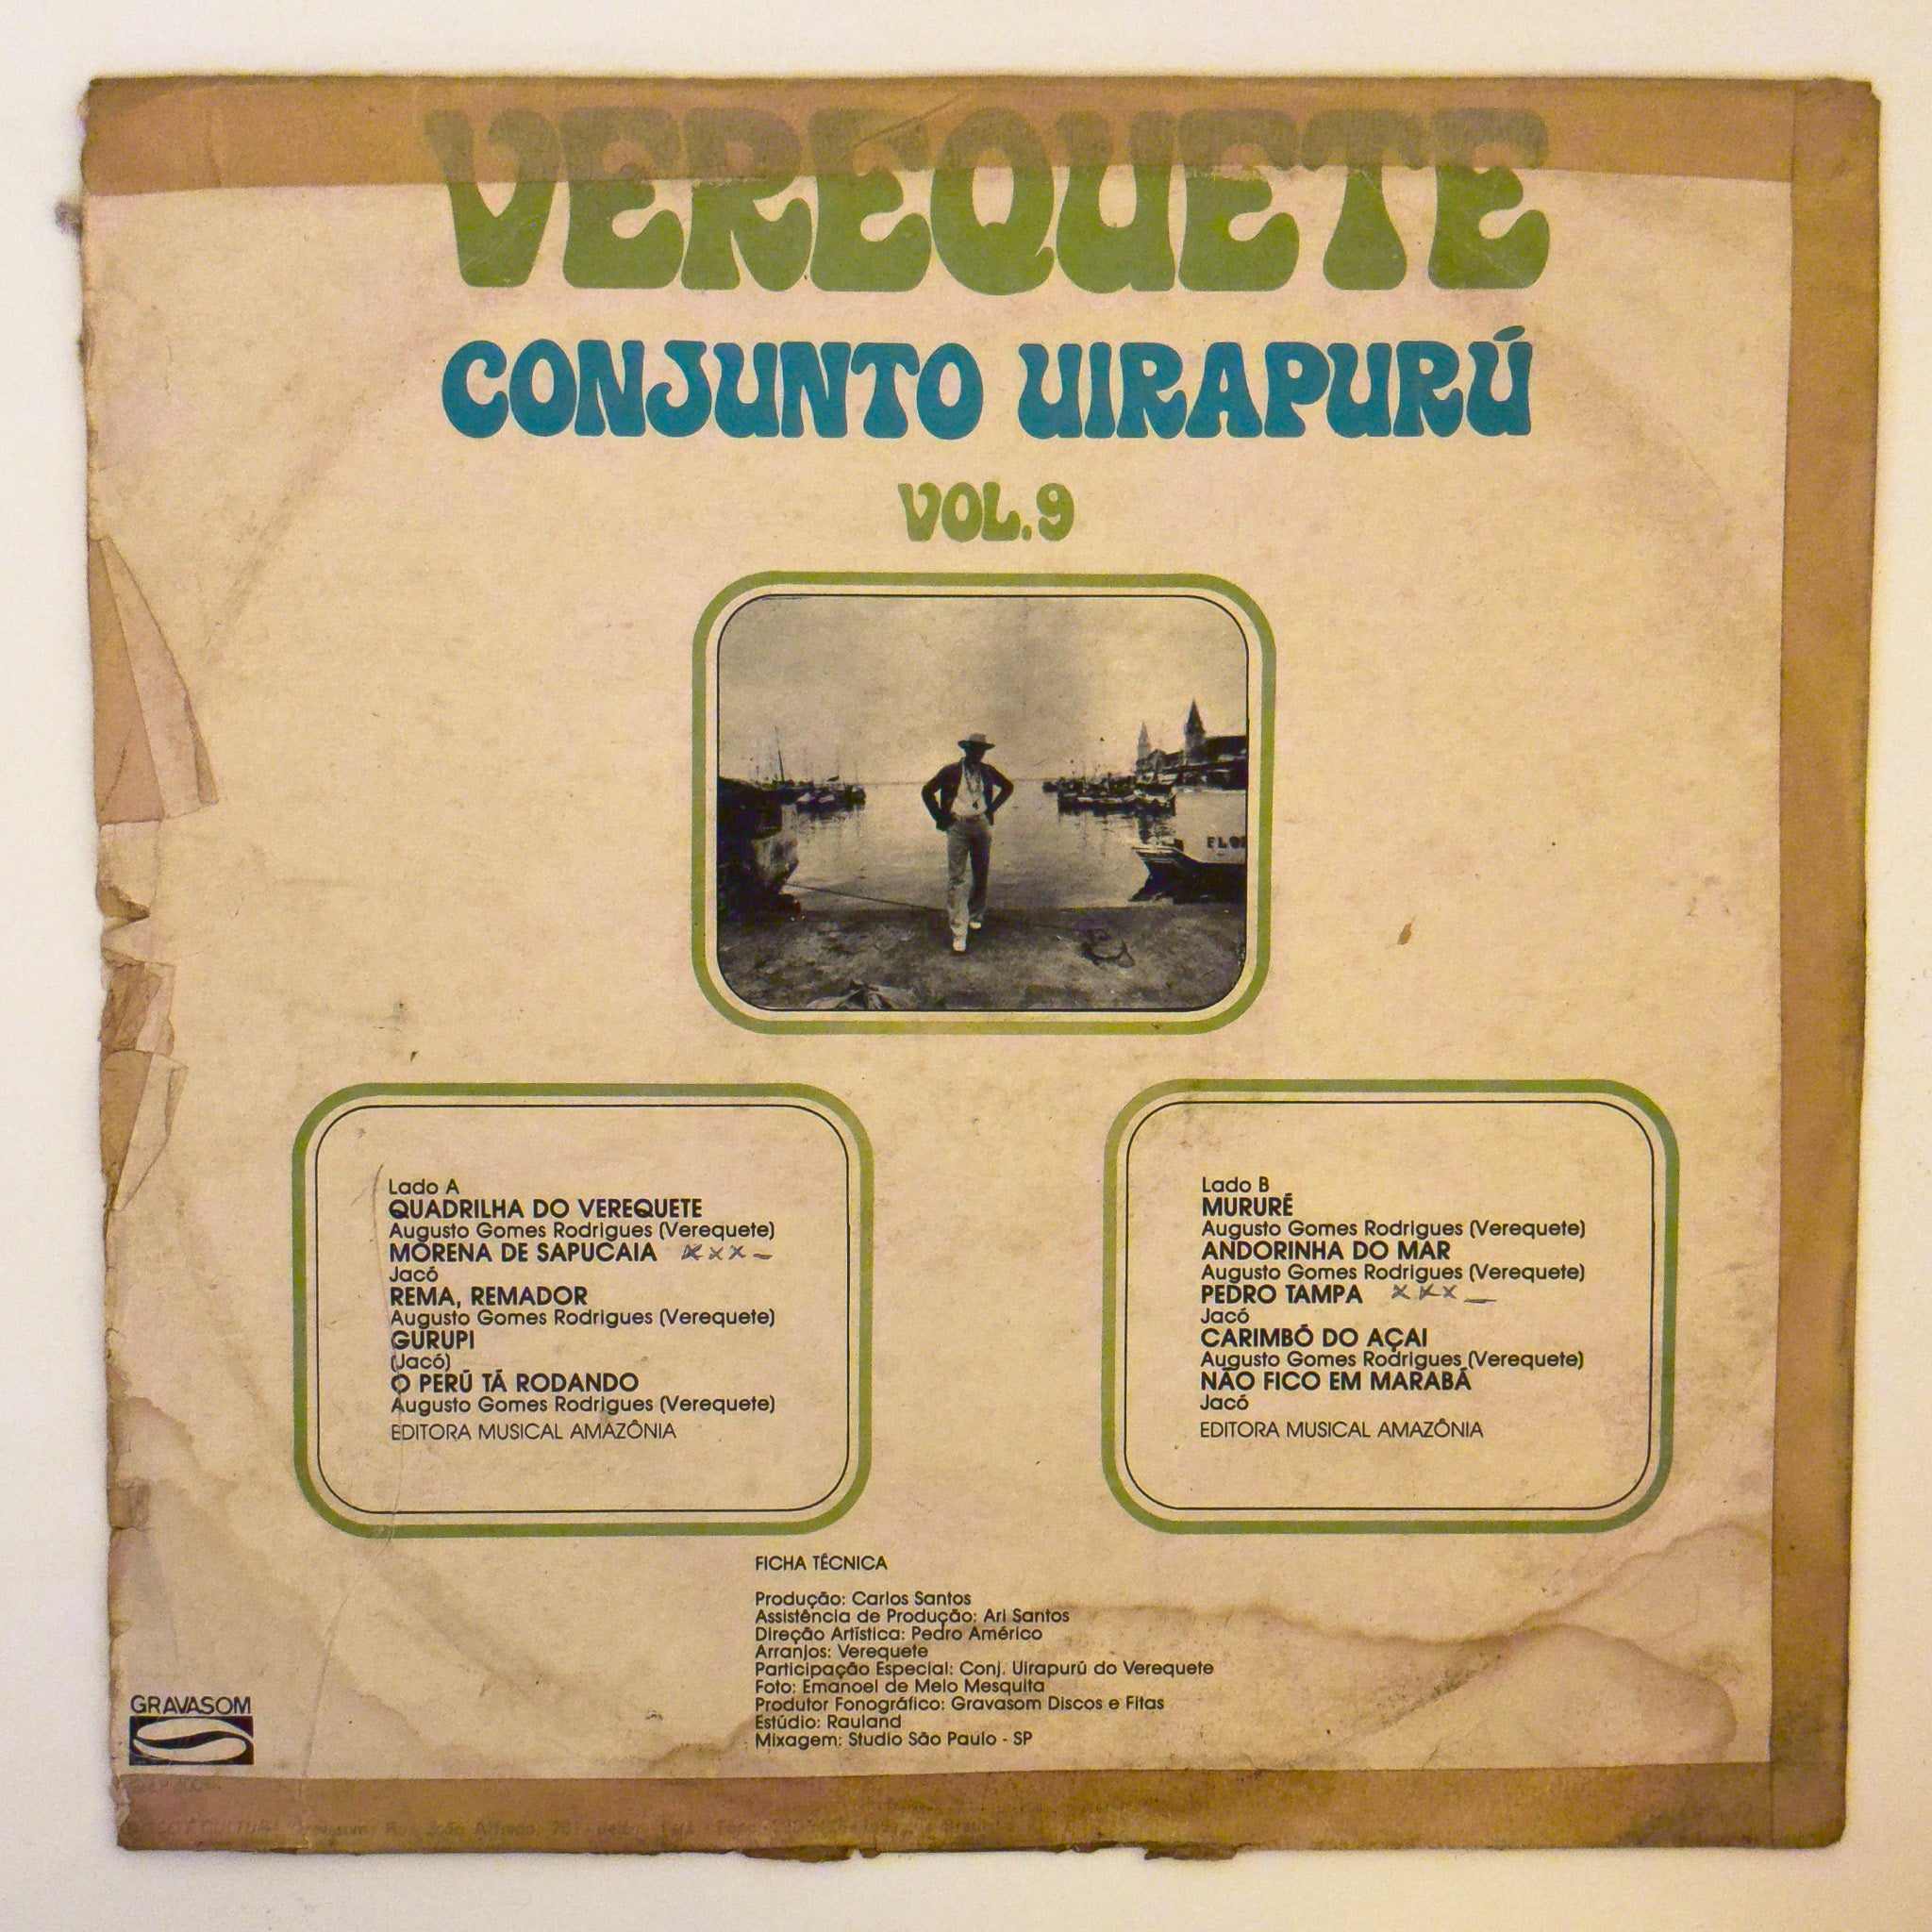 VEREQUETE
CONJUNTO UIRAPURÚ
VOL.9
Lado A
QUADRILHA DO VEREQUETE
Augusto Gomes Rodrigues (Verequete)
MORENA DE SAPUCAIA xxx-
Jacó
REMA, REMADOR
Augusto Gomes Rodrigues (Verequete)
GURUPI
(Jacó)
O PERÚ TÁ RODANDO
Augusto Gomes Rodrigues (Verequete)
EDITORA MUSICAL AMAZÔNIA
Lado B
MURURÉ
Augusto Gomes Rodrigues (Verequete)
ANDORINHA DO MAR
Augusto Gomes Rodrigues (Verequete)
PEDRO TAMPA xxx_
Jacó
CARIMBÓ DO AÇAI
Augusto Gomes Rodrigues (Verequete)
NÃO FICO EM MARABÁ
Jacó
EDITORA MUSICAL AMAZÔNIA
FICHA TÉCNICA
Produção: Carlos Santos
Assistência de Produção: Ari Santos
Direção Artística: Pedro Américo
Arranjos: Verequete
Participação Especial: Conj. Uirapurú do Verequete
Foto: Emanoel de Melo Mesquita
Produtor Fonográfico: Gravasom Discos e Fitas
Estúdio: Rauland
Mixagem: Studio São Paulo - SP
GRAVASOM